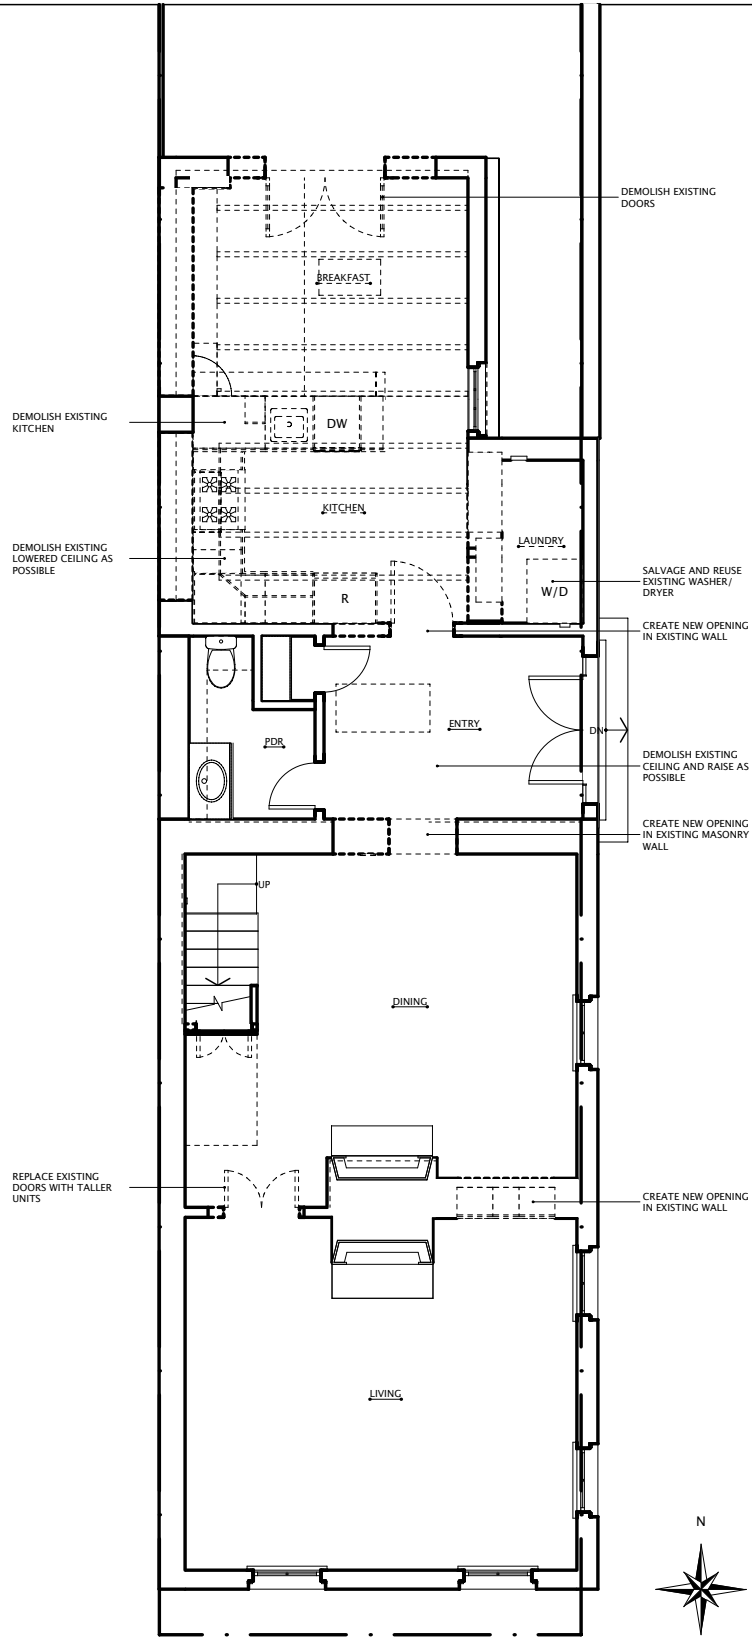 DEMOLISH EXISTING
DOORS
BREAKFAST
DEMOLISH EXISTING
KITCHEN
DW
KITCHEN
DEMOLISH EXISTING
LOWERED CEILING AS
POSSIBLE
LAUNDRY
W/D
SALVAGE AND REUSE
EXISTING WASHER/
DRYER
R
CREATE NEW OPENING
IN EXISTING WALL
ENTRY
DN
PDR
DEMOLISH EXISTING
CEILING AND RAISE AS
POSSIBLE
CREATE NEW OPENING
IN EXISTING MASONRY
WALL
UP
DINING
REPLACE EXISTING
DOORS WITH TALLER
UNITS
CREATE NEW OPENING
IN EXISTING WALL
LIVING
N